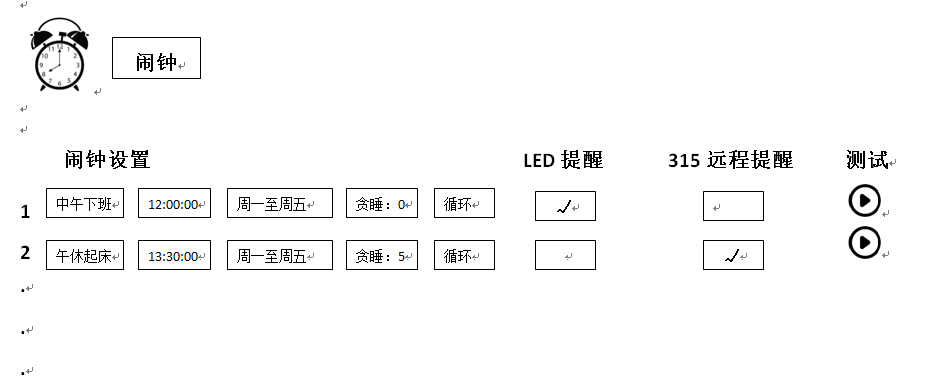 闹钟
闹钟设置 LED 提醒 315 远程提醒 测试
1 中午下班 12:00:00 周一至周五 贪睡：0 循环 ✓
2 午休起床 13:30:00 周一至周五 贪睡：5 循环 ✓
.
.
.